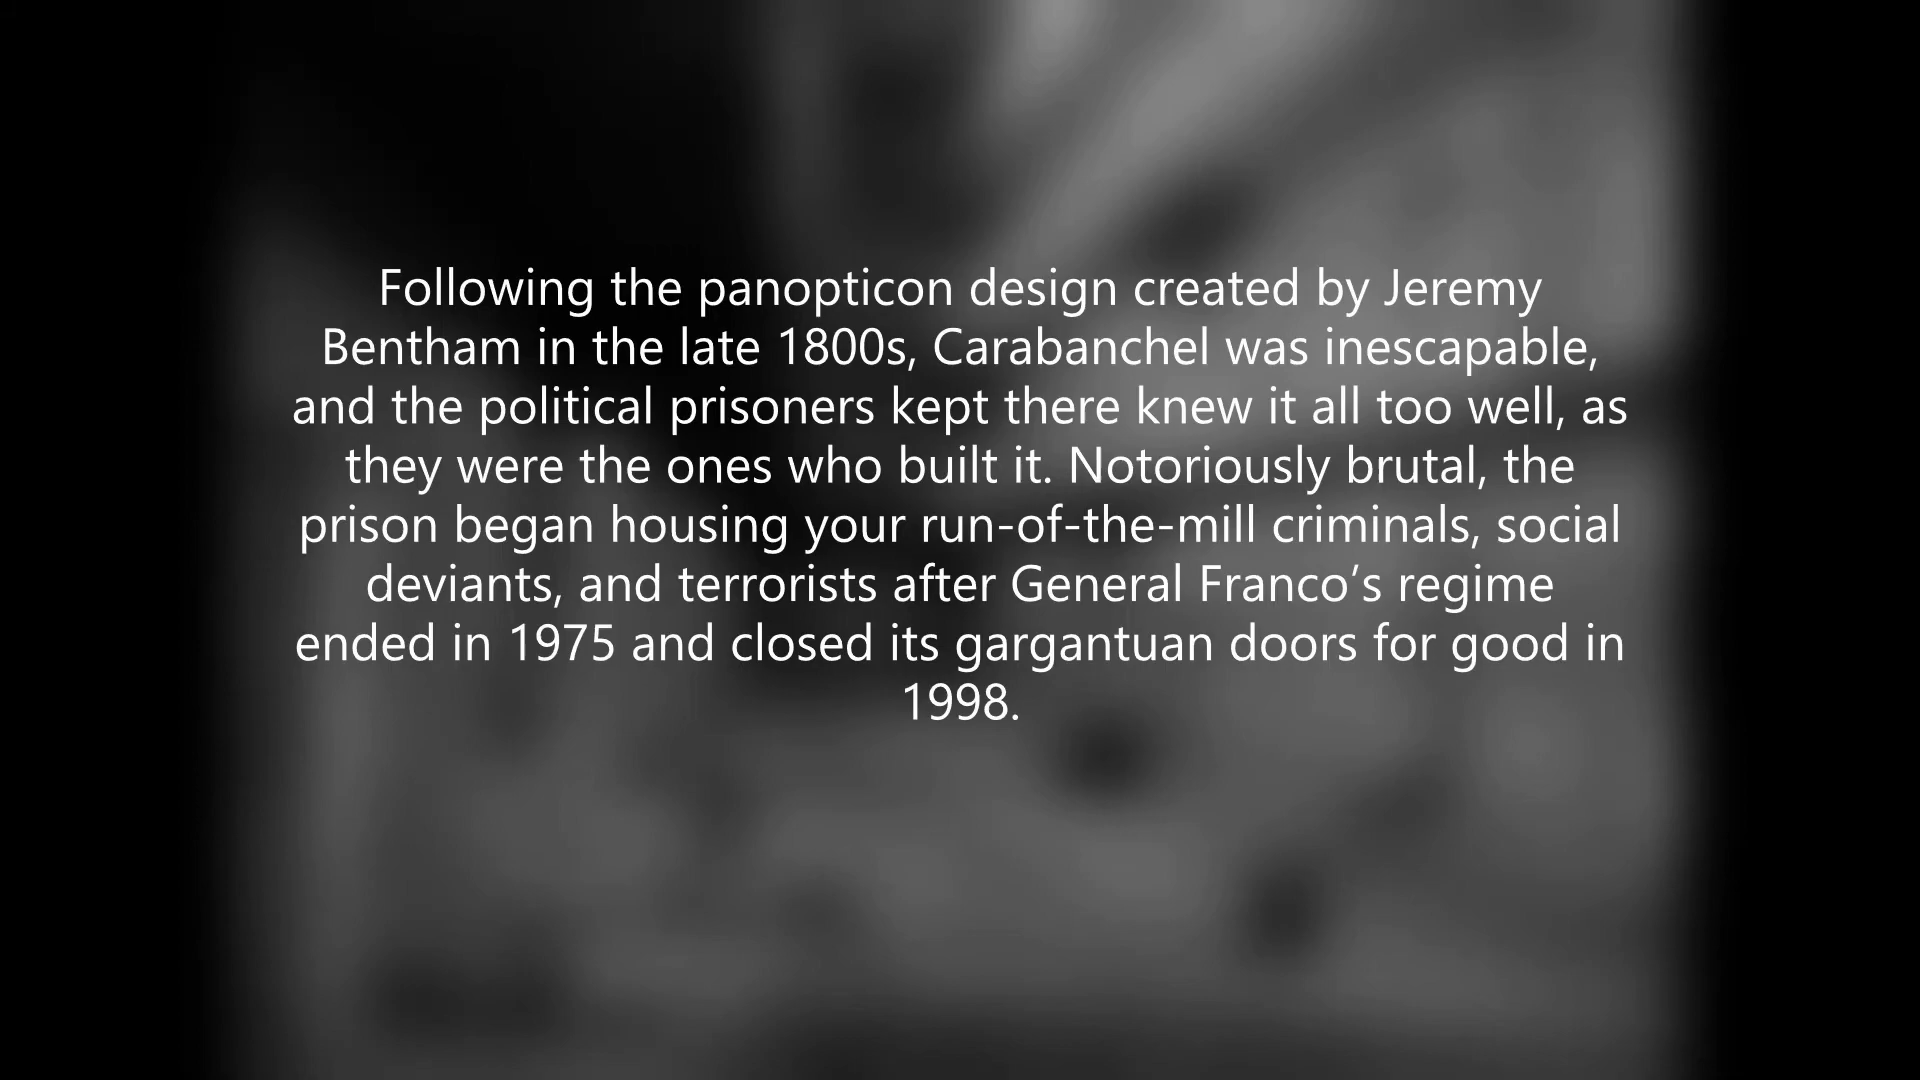 Following the panopticon design created by Jeremy
Bentham in the late 1800s, Carabanchel was inescapable,
and the political prisoners kept there knew it all too well, as
they were the ones who built it. Notoriously brutal, the
prison began housing your run-of-the-mill criminals, social
deviants, and terrorists after General Franco’s regime
ended in 1975 and closed its gargantuan doors for good in
1998.